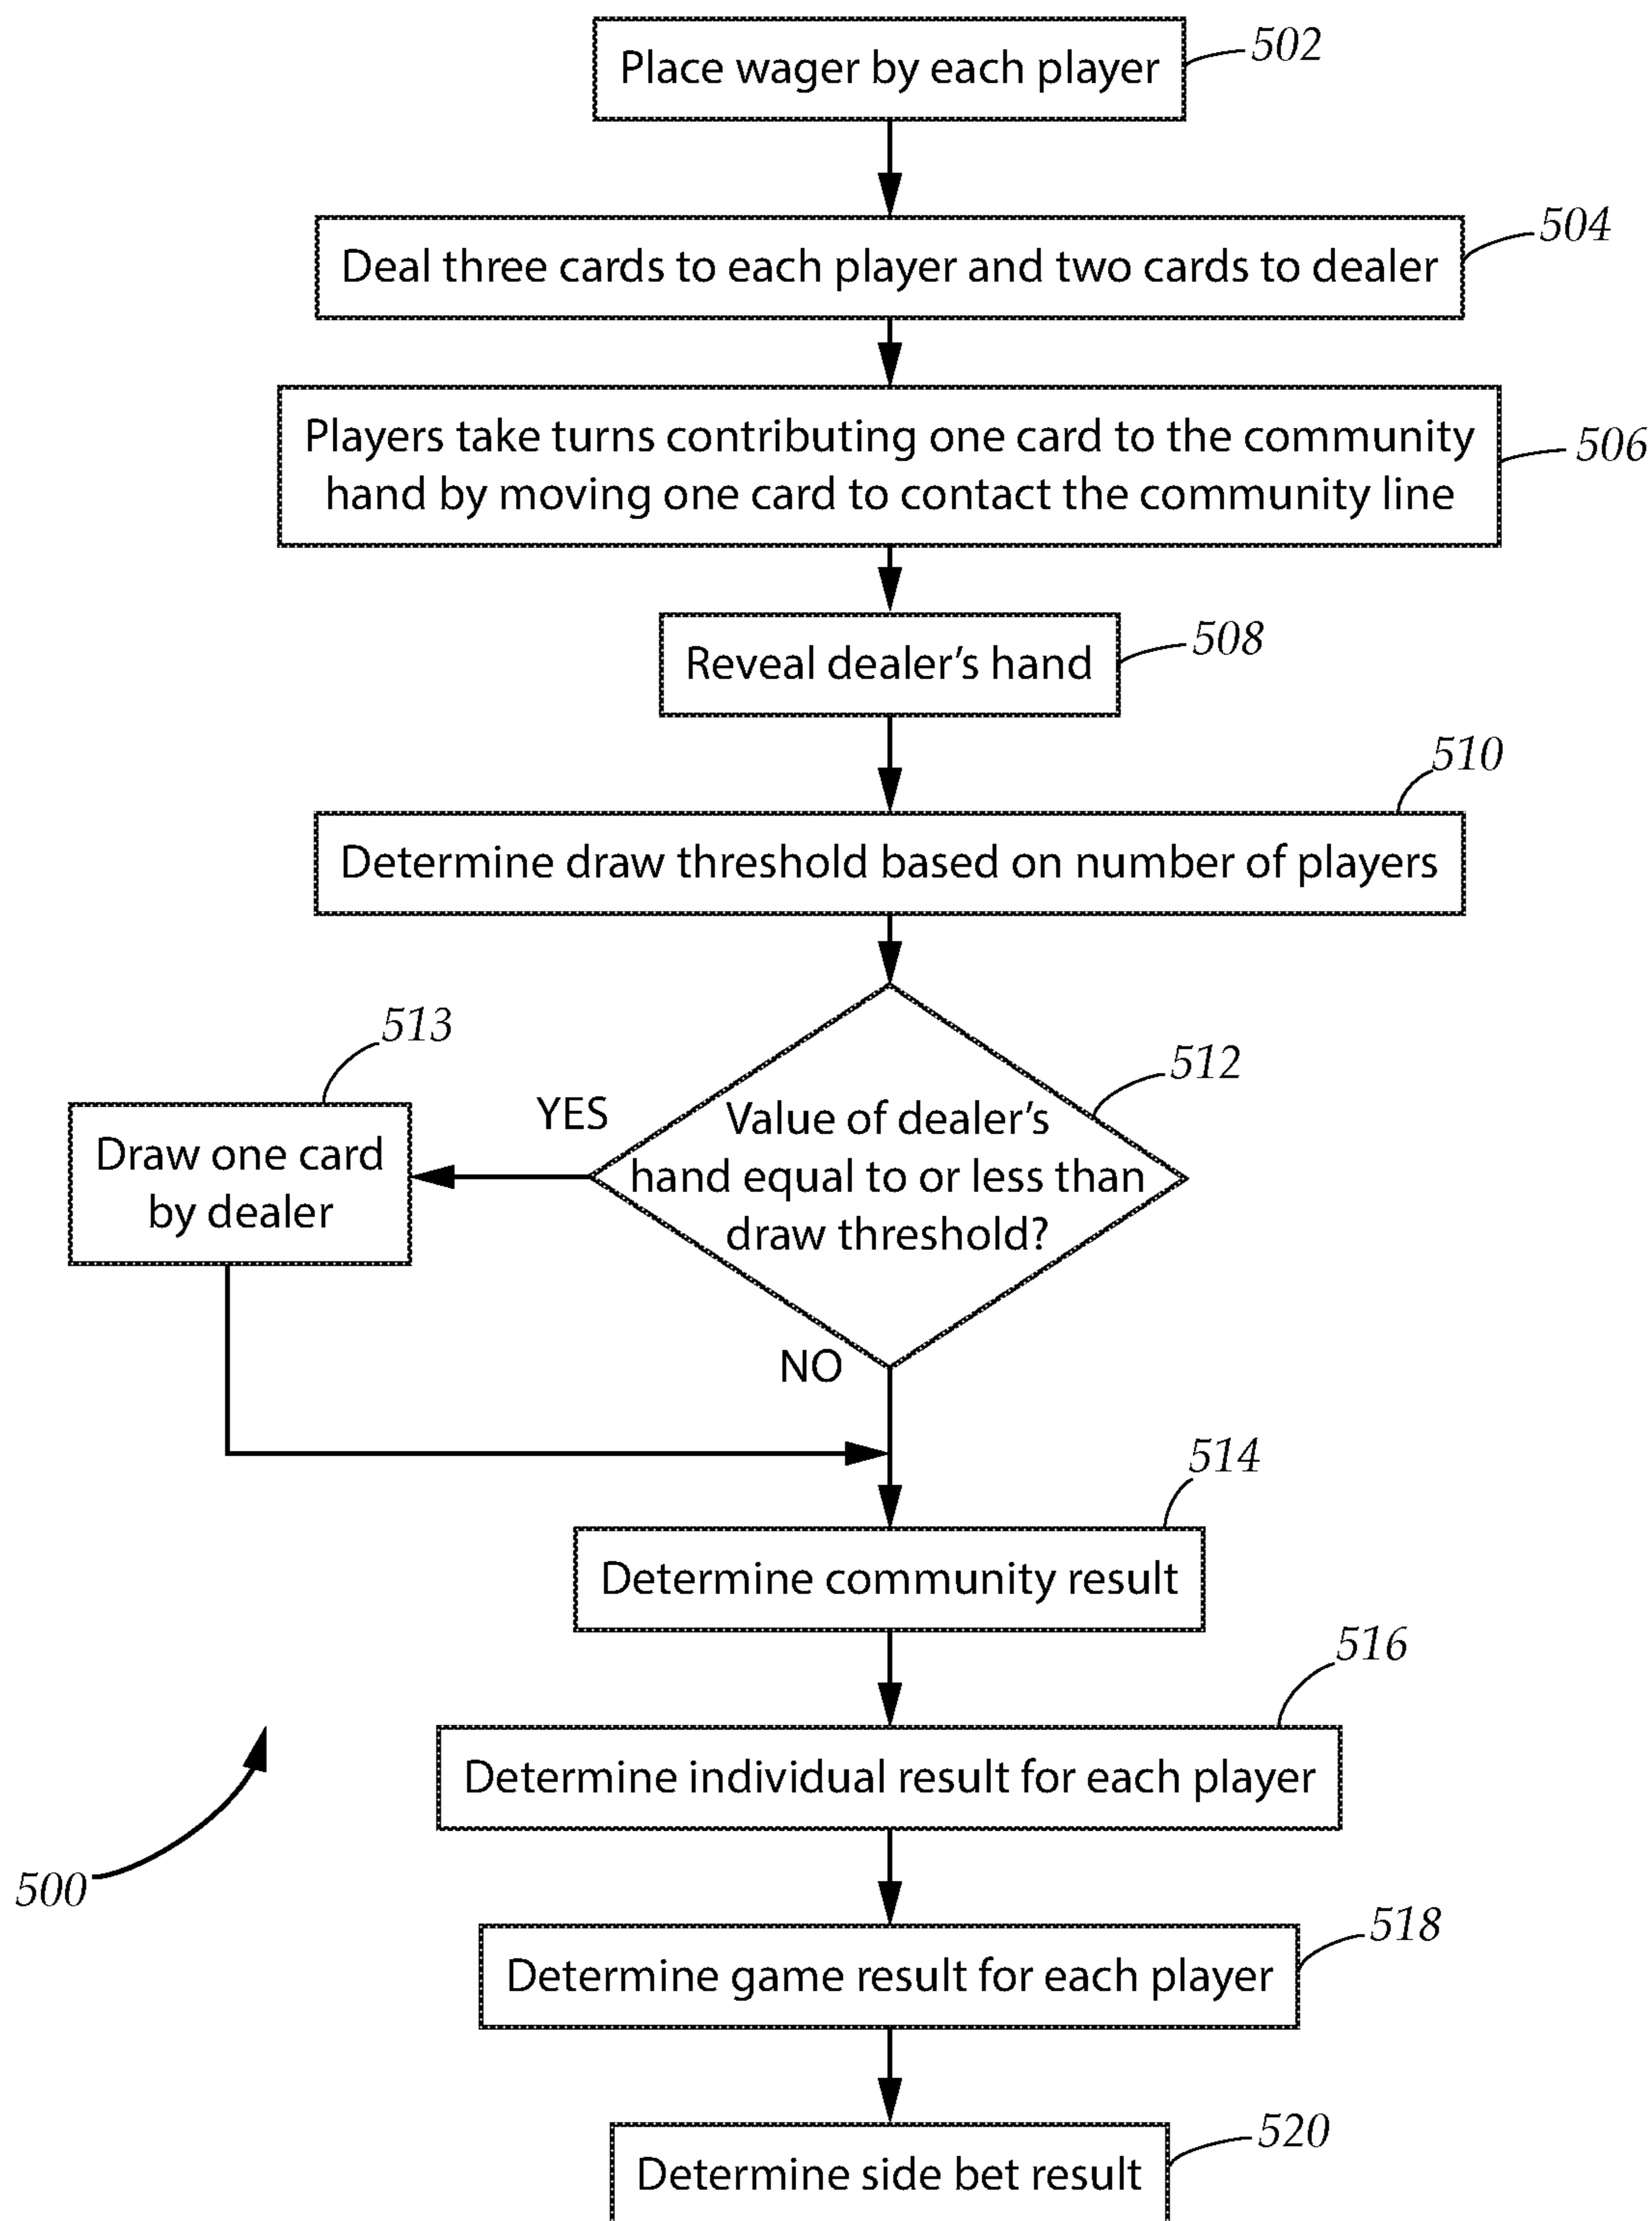 Place wager by each player
502
Deal three cards to each player and two cards to dealer
504
Players take turns contributing one card to the community
hand by moving one card to contact the community line
506
Reveal dealer’s hand
508
510
Determine draw threshold based on number of players
513
512
Draw one card
by dealer
YES
Value of dealer’s
hand equal to or less than
draw threshold?
NO
514
Determine community result
516
Determine individual result for each player
500
518
Determine game result for each player
520
Determine side bet result